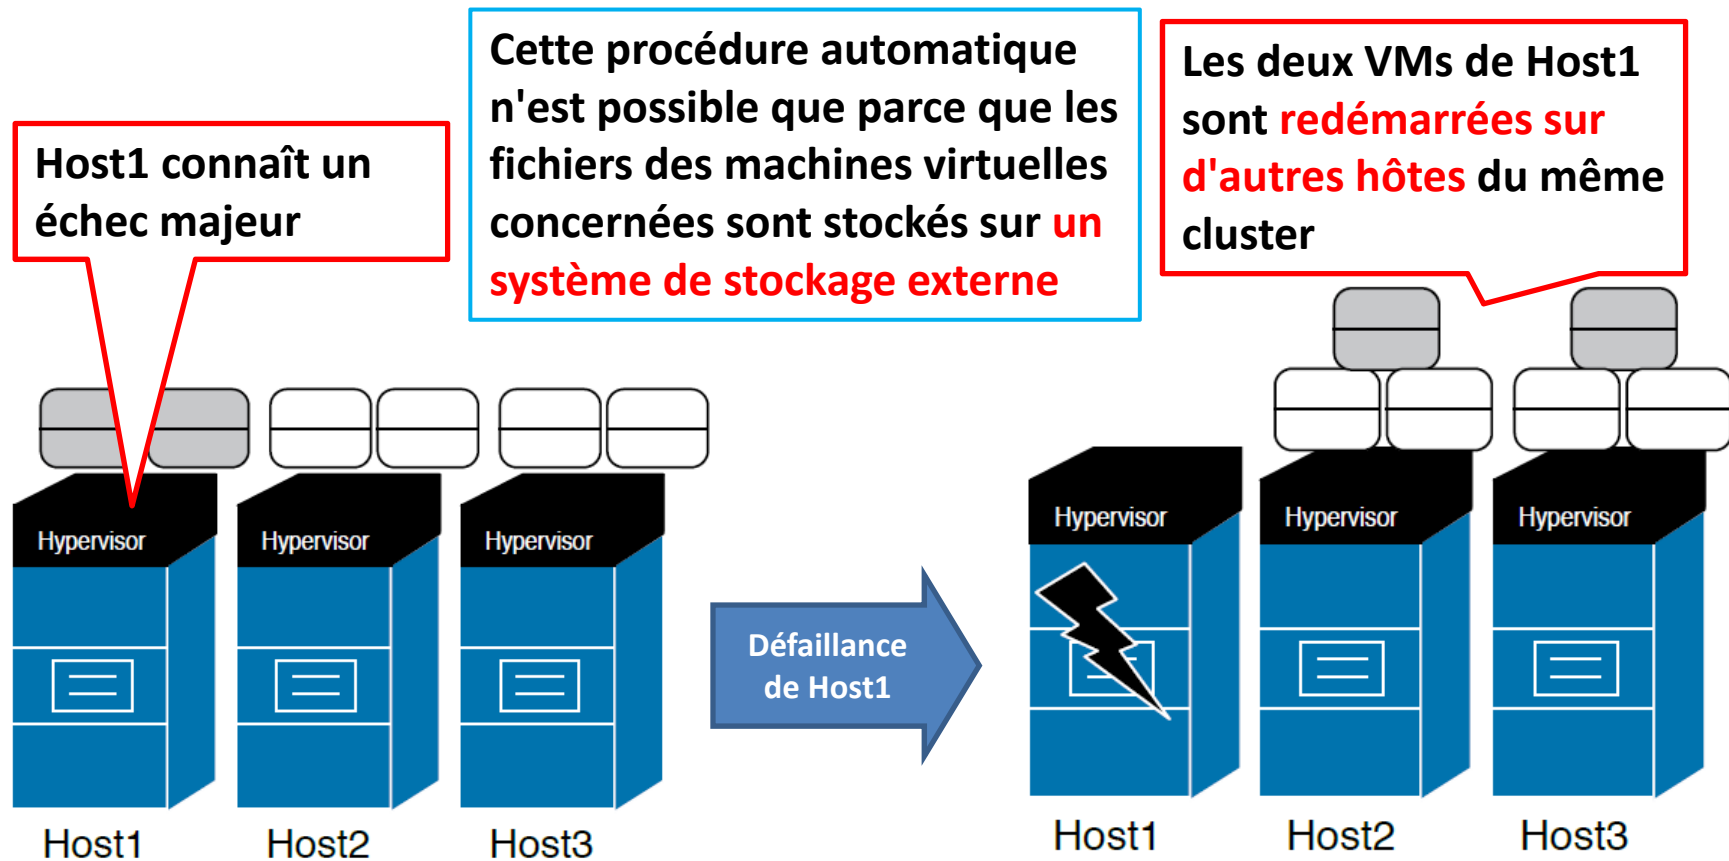 Host1 connaît un
échec majeur
Cette procédure automatique
n'est possible que parce que les
fichiers des machines virtuelles
concernées sont stockés sur un
système de stockage externe
Les deux VMs de Host1
sont redémarrées sur
d'autres hôtes du même
cluster
Hypervisor
Hypervisor
Hypervisor
Host1
Host2
Host3
Défaillance
de Host1
Hypervisor
Hypervisor
Hypervisor
Host1
Host2
Host3